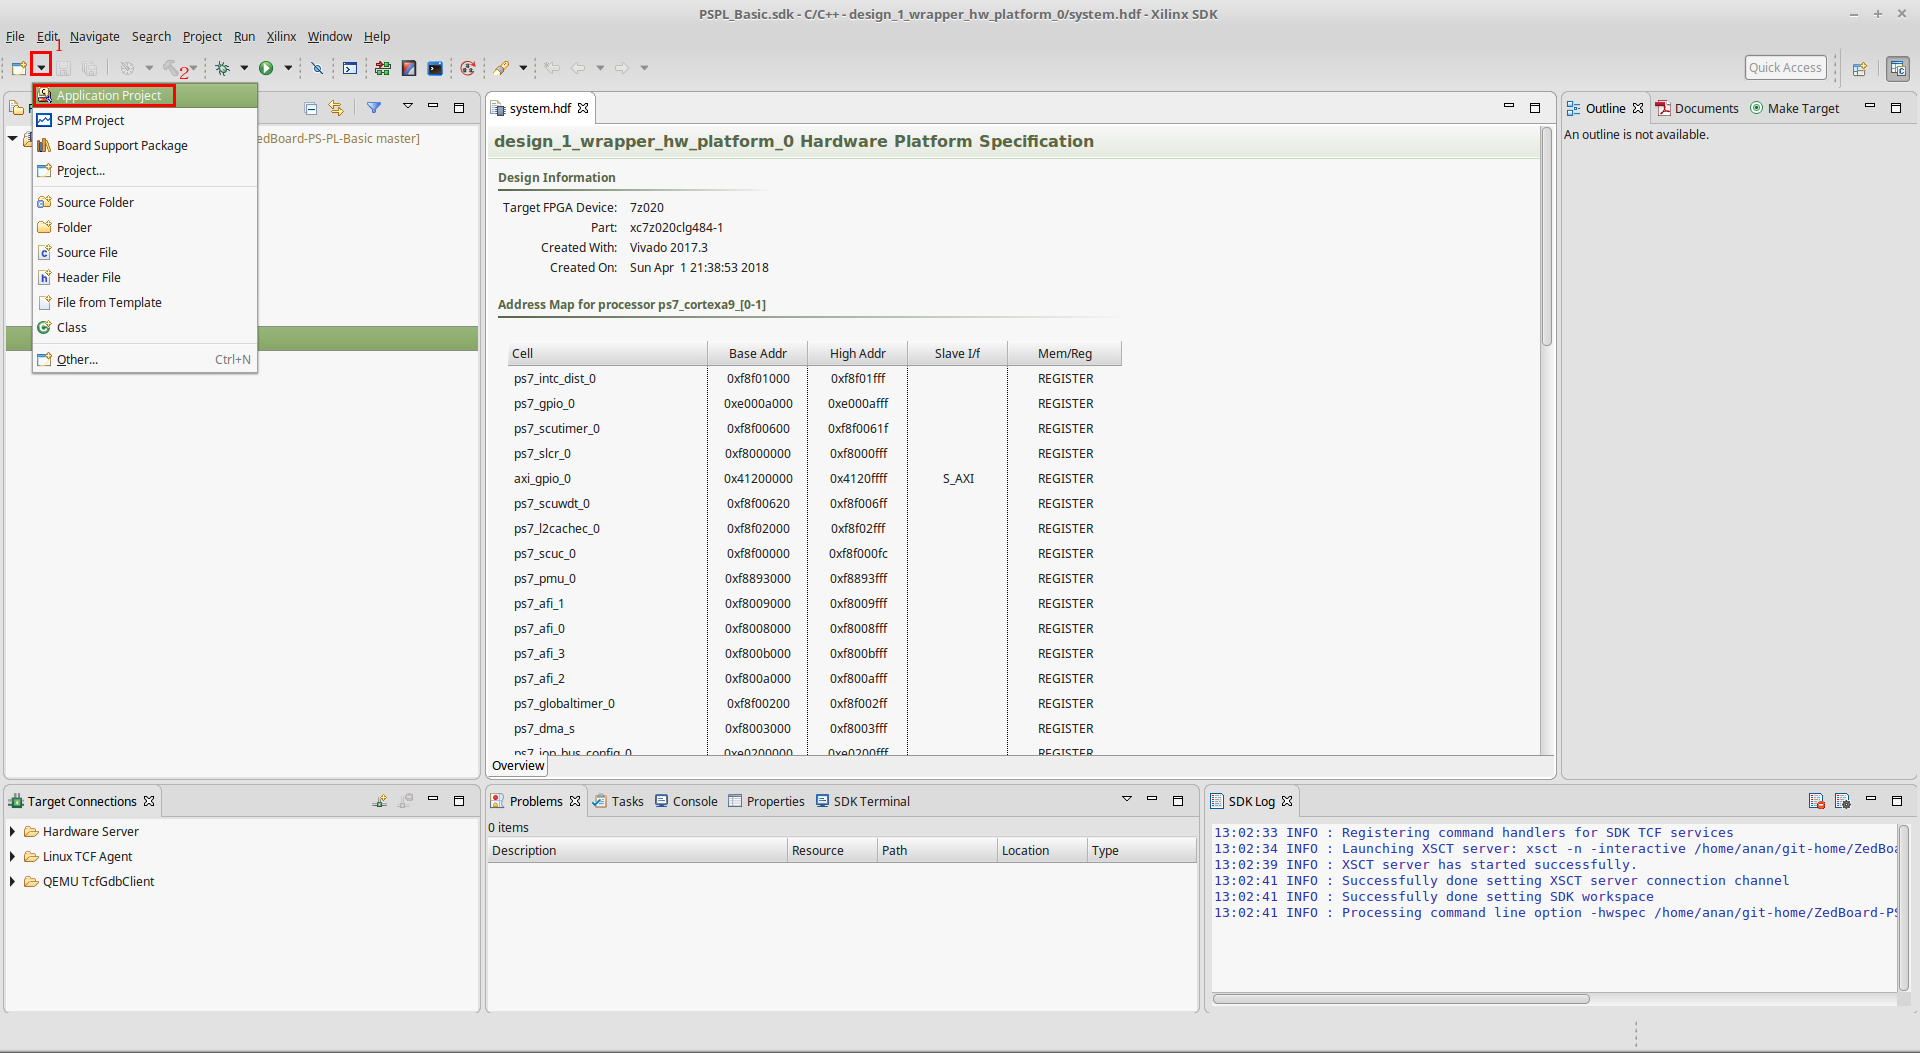 PSPL_Basic.sdk - C/C++ - design_1_wrapper_hw_platform_0/system.hdf - Xilinx SDK
File Edit Navigate Search Project Run Xilinx Window Help
1
2
Quick Access
Application Project
SPM Project
Board Support Package
Project...
Source Folder
Folder
Source File
Header File
File from Template
Class
Other... Ctrl+N
edBoard-PS-PL-Basic master]
system.hdf
design_1_wrapper_hw_platform_0 Hardware Platform Specification
Design Information
Target FPGA Device: 7z020
Part: xc7z020clg484-1
Created With: Vivado 2017.3
Created On: Sun Apr 1 21:38:53 2018
Address Map for processor ps7_cortexa9_[0-1]
Cell Base Addr High Addr Slave I/f Mem/Reg
ps7_intc_dist_0 0xf8f01000 0xf8f01fff REGISTER
ps7_gpio_0 0xe000a000 0xe000afff REGISTER
ps7_scutimer_0 0xf8f00600 0xf8f0061f REGISTER
ps7_slcr_0 0xf8000000 0xf8000fff REGISTER
axi_gpio_0 0x41200000 0x4120ffff S_AXI REGISTER
ps7_scuwdt_0 0xf8f00620 0xf8f006ff REGISTER
ps7_l2cachec_0 0xf8f02000 0xf8f02fff REGISTER
ps7_scuc_0 0xf8f00000 0xf8f000fc REGISTER
ps7_pmu_0 0xf8893000 0xf8893fff REGISTER
ps7_afi_1 0xf8009000 0xf8009fff REGISTER
ps7_afi_0 0xf8008000 0xf8008fff REGISTER
ps7_afi_3 0xf800b000 0xf800bfff REGISTER
ps7_afi_2 0xf800a000 0xf800afff REGISTER
ps7_globaltimer_0 0xf8f00200 0xf8f002ff REGISTER
ps7_dma_s 0xf8003000 0xf8003fff REGISTER
ps7_iop_bus_config_0 0xe0200000 0xe0200fff REGISTER
Overview
Outline Documents Make Target
An outline is not available.
Target Connections
Hardware Server
Linux TCF Agent
QEMU TcfGdbClient
Problems Tasks Console Properties SDK Terminal
0 items
Description Resource Path Location Type
SDK Log
13:02:33 INFO : Registering command handlers for SDK TCF services
13:02:34 INFO : Launching XSCT server: xsct -n -interactive /home/anan/git-home/ZedBoa
13:02:39 INFO : XSCT server has started successfully.
13:02:41 INFO : Successfully done setting XSCT server connection channel
13:02:41 INFO : Successfully done setting SDK workspace
13:02:41 INFO : Processing command line option -hwspec /home/anan/git-home/ZedBoard-PS